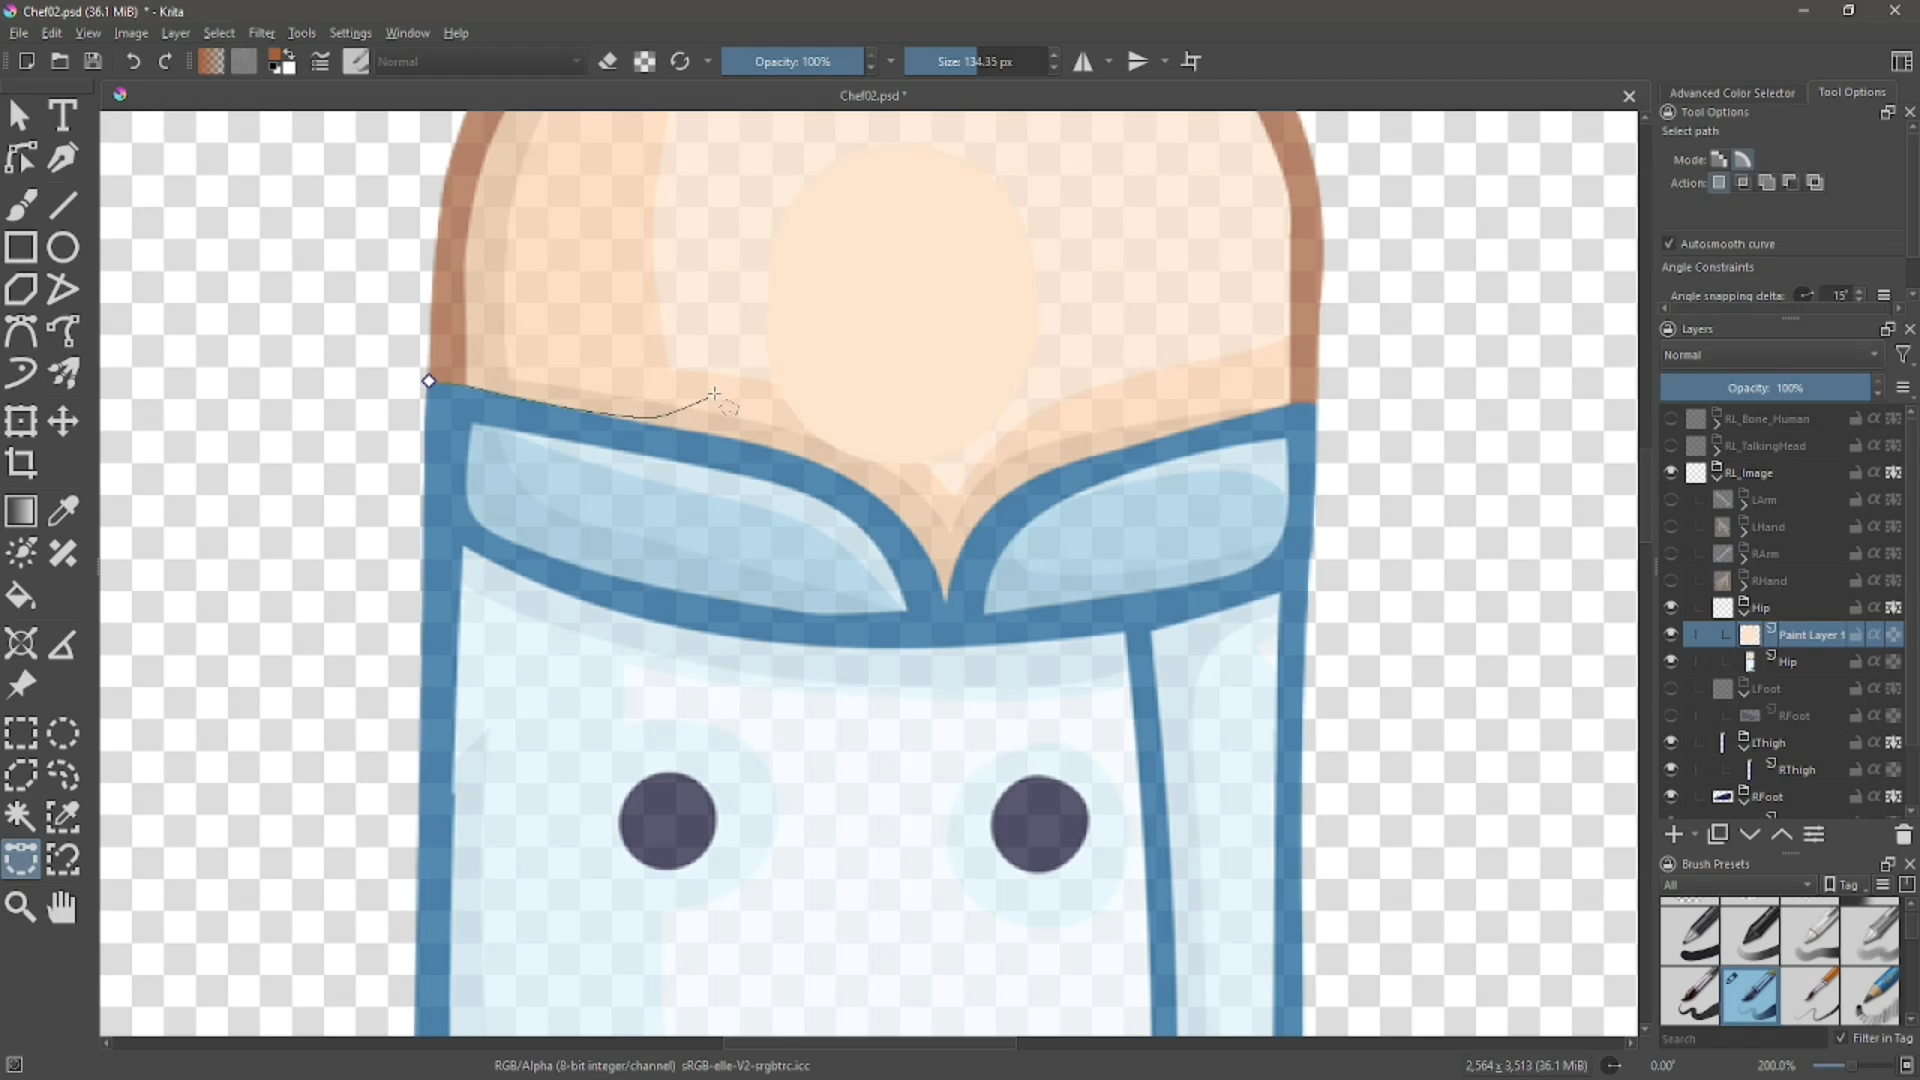 Chef02.psd (36.1 MiB) * - Krita
File Edit View Image Layer Select Filter Tools Settings Window Help
Normal
Opacity: 100%
Size: 134.35 px
Chef02.psd *
Advanced Color Selector
Tool Options
Tool Options
Select path
Mode:
Action:
Autosmooth curve
Angle Constraints
Angle snapping delta:
15°
Layers
Normal
Opacity: 100%
RL_Bone_Human
RL_TalkingHead
RL_Image
LArm
LHand
RArm
RHand
Hip
Paint Layer 1
Hip
LFoot
RFoot
LThigh
RThigh
RFoot
Brush Presets
All
Tag
Search
Filter in Tag
RGB/Alpha (8-bit integer/channel) sRGB-elle-V2-srgbtrc.icc
2,564 x 3,513 (36.1 MiB)
0.00°
200.0%